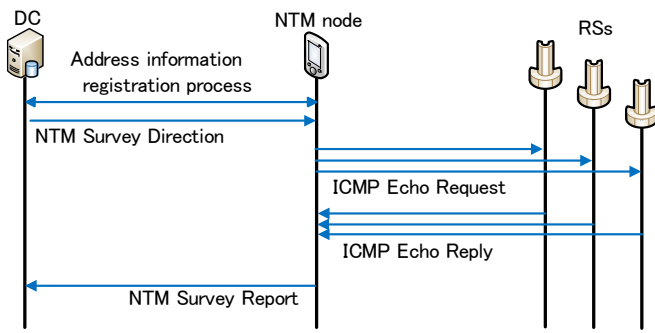 DC
NTM node
RSs
Address information
registration process
NTM Survey Direction
ICMP Echo Request
ICMP Echo Reply
NTM Survey Report